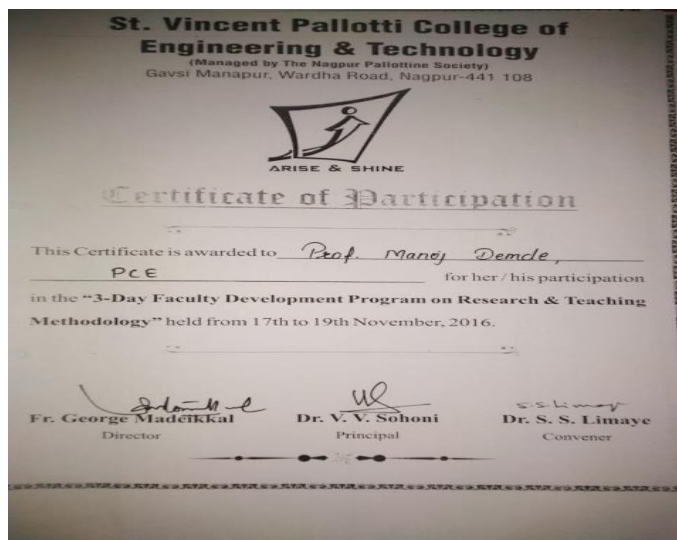 St. Vincent Pallotti College of
Engineering & Technology
(Managed by The Nagpur Pallottine Society)
Gavsi Manapur, Wardha Road, Nagpur-441 108
ARISE & SHINE
Certificate of Participation
This Certificate is awarded to Prof. Manoj Demde,
PCE for her / his participation
in the "3-Day Faculty Development Program on Research & Teaching
Methodology" held from 17th to 19th November, 2016.
S.S.Limaye
Fr. George Madeikkal Dr. V. V. Sohoni Dr. S. S. Limaye
Director Principal Convener